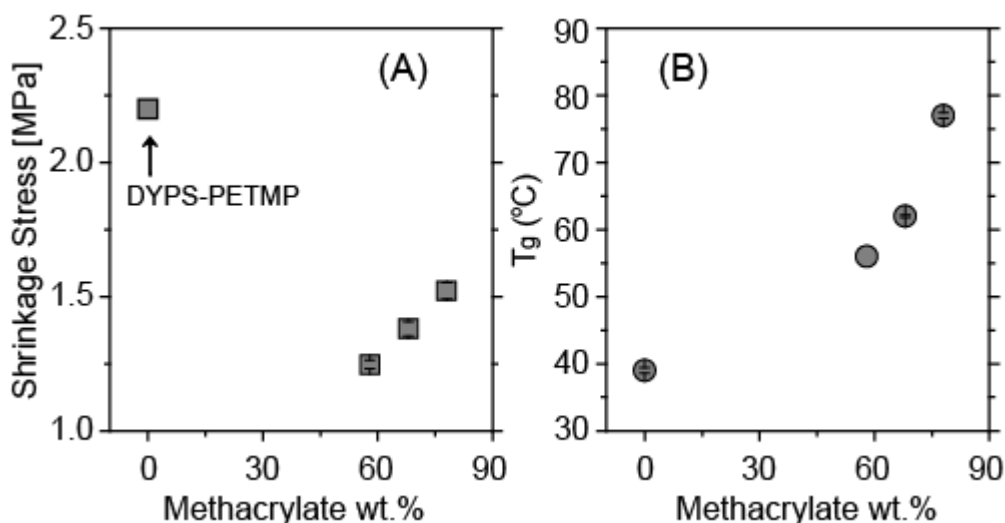 (A)
Shrinkage Stress [MPa]
2.5
2.0
1.5
1.0
DYPS-PETMP
0
30
60
90
Methacrylate wt.%
(B)
Tg (°C)
90
80
70
60
50
40
30
0
30
60
90
Methacrylate wt.%